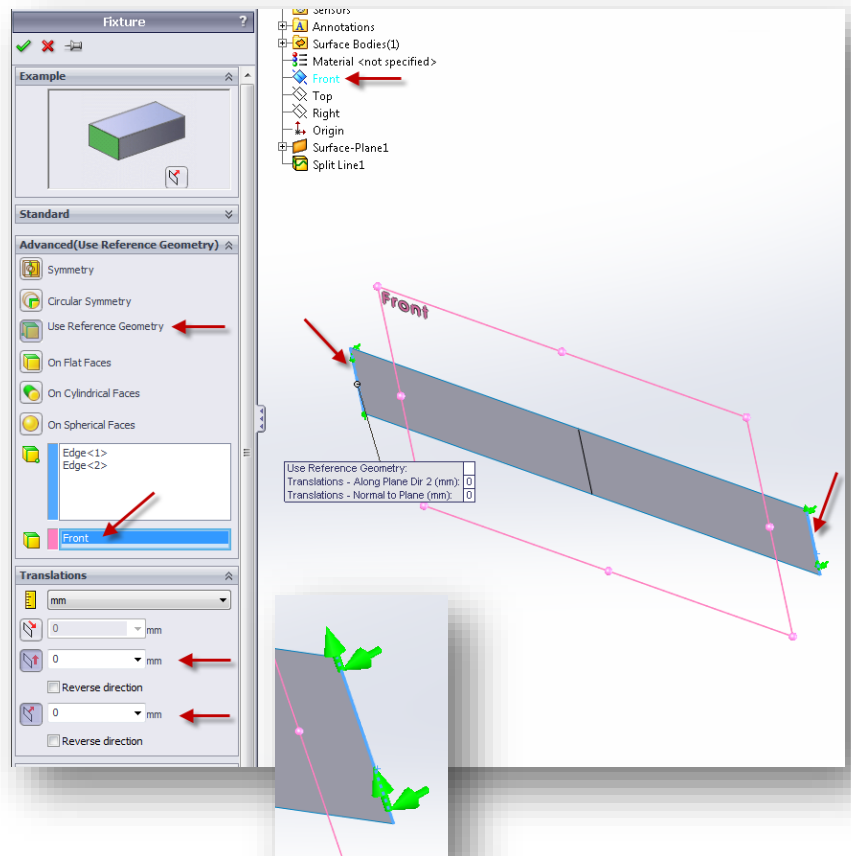 Fixture ?
Example
Standard
Advanced(Use Reference Geometry)
Symmetry
Circular Symmetry
Use Reference Geometry
On Flat Faces
On Cylindrical Faces
On Spherical Faces
Edge<1>
Edge<2>
Front
Translations
mm
0 mm
0 mm
Reverse direction
0 mm
Reverse direction
Sensors
A Annotations
Surface Bodies(1)
Material <not specified>
Front
Top
Right
Origin
Surface-Plane1
Split Line1
Front
Use Reference Geometry:
Translations - Along Plane Dir 2 (mm): 0
Translations - Normal to Plane (mm): 0